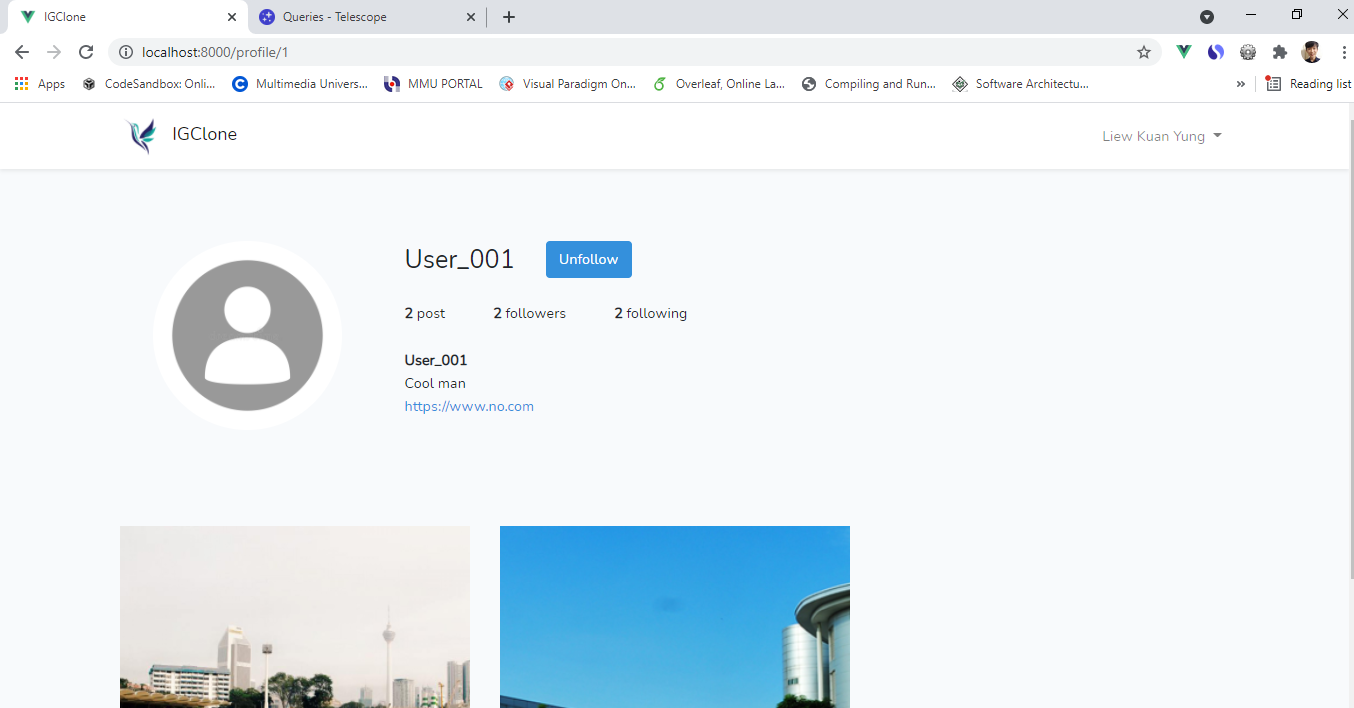 IGClone
Queries - Telescope
localhost:8000/profile/1
Apps
CodeSandbox: Onli...
Multimedia Univers...
MMU PORTAL
Visual Paradigm On...
Overleaf, Online La...
Compiling and Run...
Software Architectu...
»
Reading list
IGClone
Liew Kuan Yung
User_001
Unfollow
2 post
2 followers
2 following
User_001
Cool man
https://www.no.com